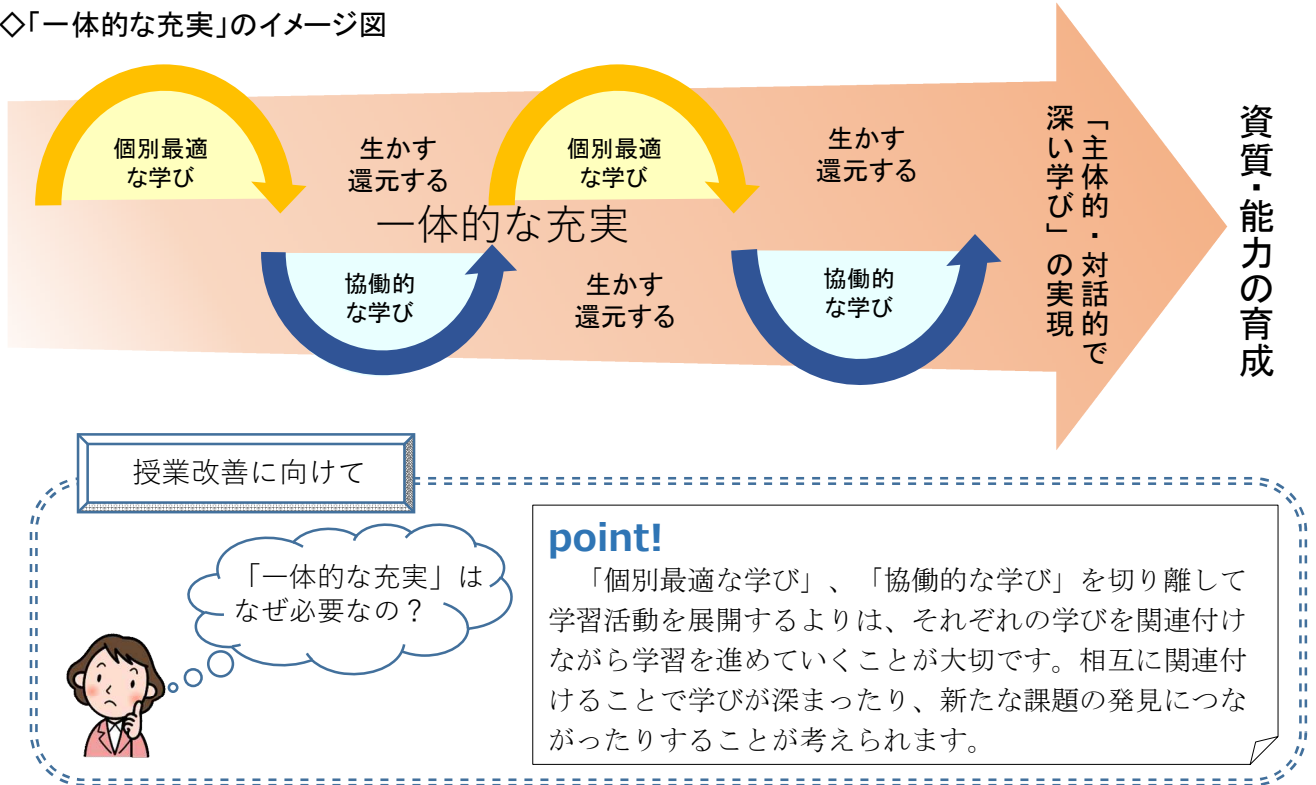 ◇「一体的な充実」のイメージ図
個別最適
な学び
生かす
還元する
個別最適
な学び
生かす
還元する
一体的な充実
協働的
な学び
生かす
還元する
協働的
な学び
「主体的・対話的で
深い学び」の実現
資質・能力の育成
授業改善に向けて
「一体的な充実」は
なぜ必要なの？
point!
「個別最適な学び」、「協働的な学び」を切り離して
学習活動を展開するよりは、それぞれの学びを関連付け
ながら学習を進めていくことが大切です。相互に関連付
けることで学びが深まったり、新たな課題の発見につな
がったりすることが考えられます。